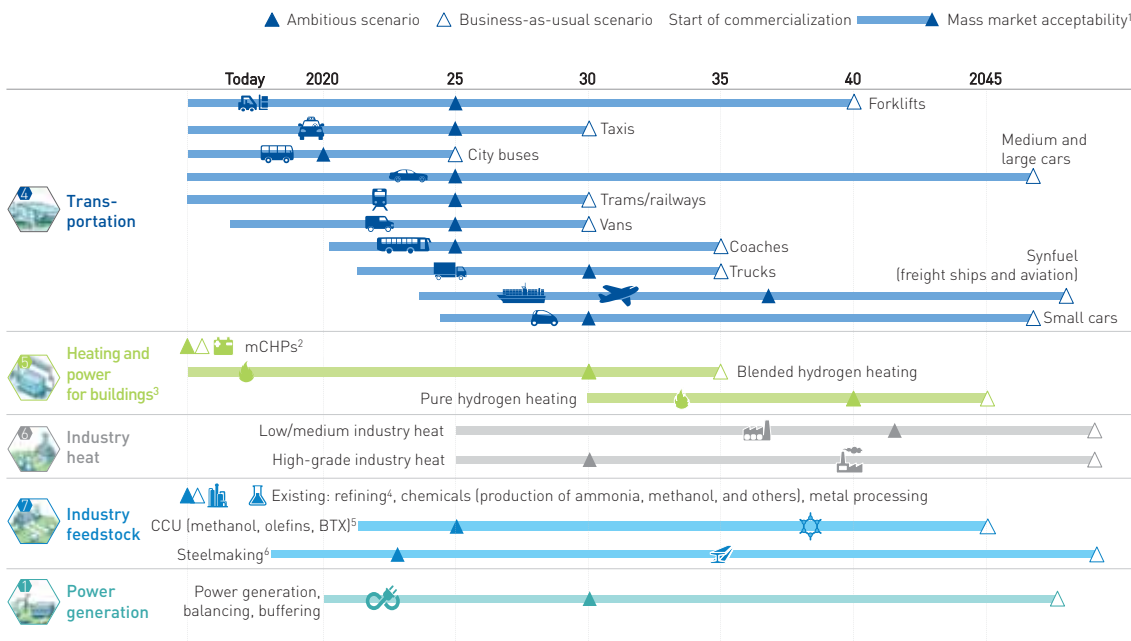 Ambitious scenario Business-as-usual scenario Start of commercialization Mass market acceptability¹
Today 2020 25 30 35 40 2045
Forklifts
Taxis
City buses
Medium and
large cars
4 Trans-
portation
Trams/railways
Vans
Coaches
Trucks
Synfuel
(freight ships and aviation)
Small cars
5 Heating and
power
for buildings³
mCHPs²
Blended hydrogen heating
Pure hydrogen heating
6 Industry
heat
Low/medium industry heat
High-grade industry heat
7 Industry
feedstock
Existing: refining⁴, chemicals (production of ammonia, methanol, and others), metal processing
CCU (methanol, olefins, BTX)⁵
Steelmaking⁶
1 Power
generation
Power generation,
balancing, buffering